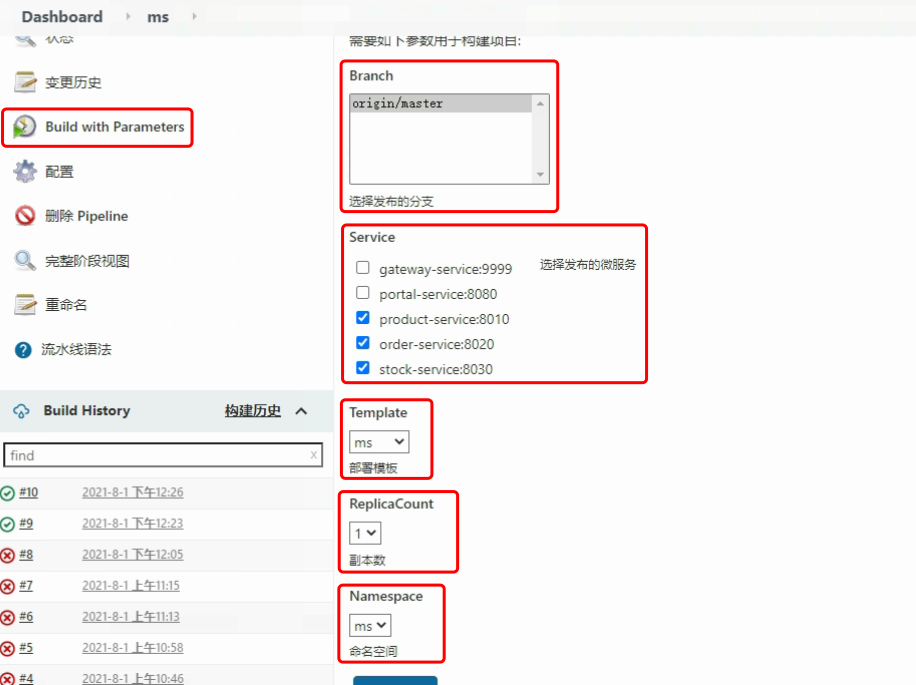 Dashboard
ms
状态
变更历史
Build with Parameters
配置
删除 Pipeline
完整阶段视图
重命名
流水线语法
Build History
构建历史
find
x
#10
2021-8-1 下午12:26
#9
2021-8-1 下午12:23
#8
2021-8-1 下午12:05
#7
2021-8-1 上午11:15
#6
2021-8-1 上午11:13
#5
2021-8-1 上午10:58
#4
2021-8-1 上午10:46
需要如下参数用于构建项目:
Branch
origin/master
选择发布的分支
Service
gateway-service:9999
选择发布的微服务
portal-service:8080
product-service:8010
order-service:8020
stock-service:8030
Template
ms
部署模板
ReplicaCount
1
副本数
Namespace
ms
命名空间